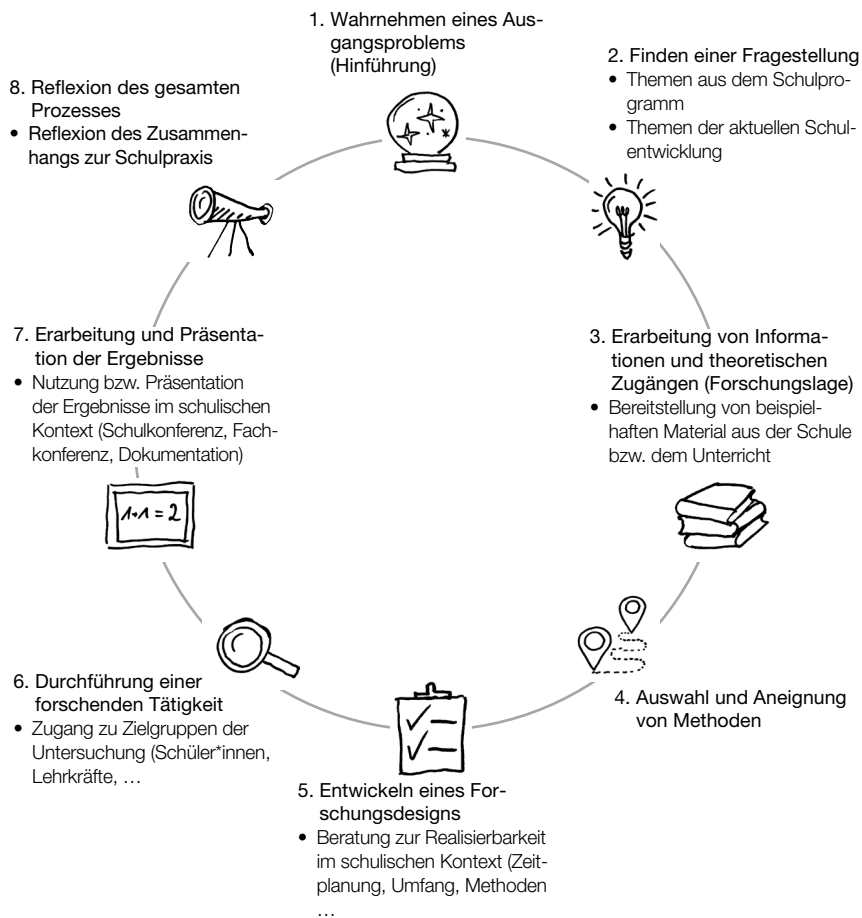 1. Wahrnehmen eines Aus-
gangsproblems
(Hinführung)
2. Finden einer Fragestellung
• Themen aus dem Schulpro-
gramm
• Themen der aktuellen Schul-
entwicklung
3. Erarbeitung von Informa-
tionen und theoretischen
Zugängen (Forschungslage)
• Bereitstellung von beispiel-
haften Material aus der Schule
bzw. dem Unterricht
4. Auswahl und Aneignung
von Methoden
5. Entwickeln eines For-
schungsdesigns
• Beratung zur Realisierbarkeit
im schulischen Kontext (Zeit-
planung, Umfang, Methoden
…
6. Durchführung einer
forschenden Tätigkeit
• Zugang zu Zielgruppen der
Untersuchung (Schüler*innen,
Lehrkräfte, …
7. Erarbeitung und Präsenta-
tion der Ergebnisse
• Nutzung bzw. Präsentation
der Ergebnisse im schulischen
Kontext (Schulkonferenz, Fach-
konferenz, Dokumentation)
1+1=2
8. Reflexion des gesamten
Prozesses
• Reflexion des Zusammen-
hangs zur Schulpraxis